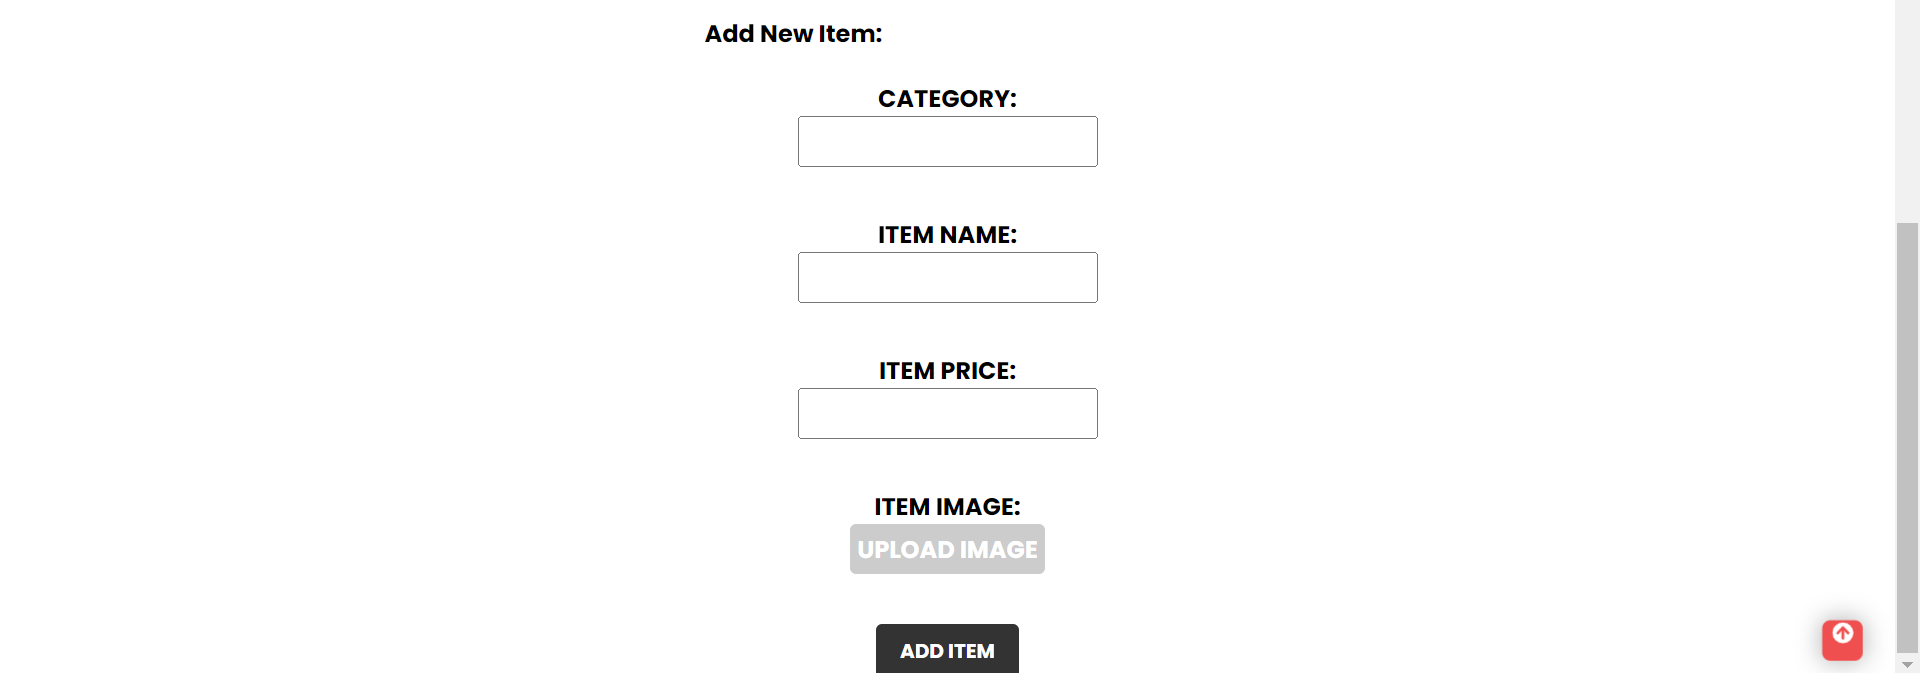 Add New Item:
CATEGORY:
ITEM NAME:
ITEM PRICE:
ITEM IMAGE:
UPLOAD IMAGE
ADD ITEM